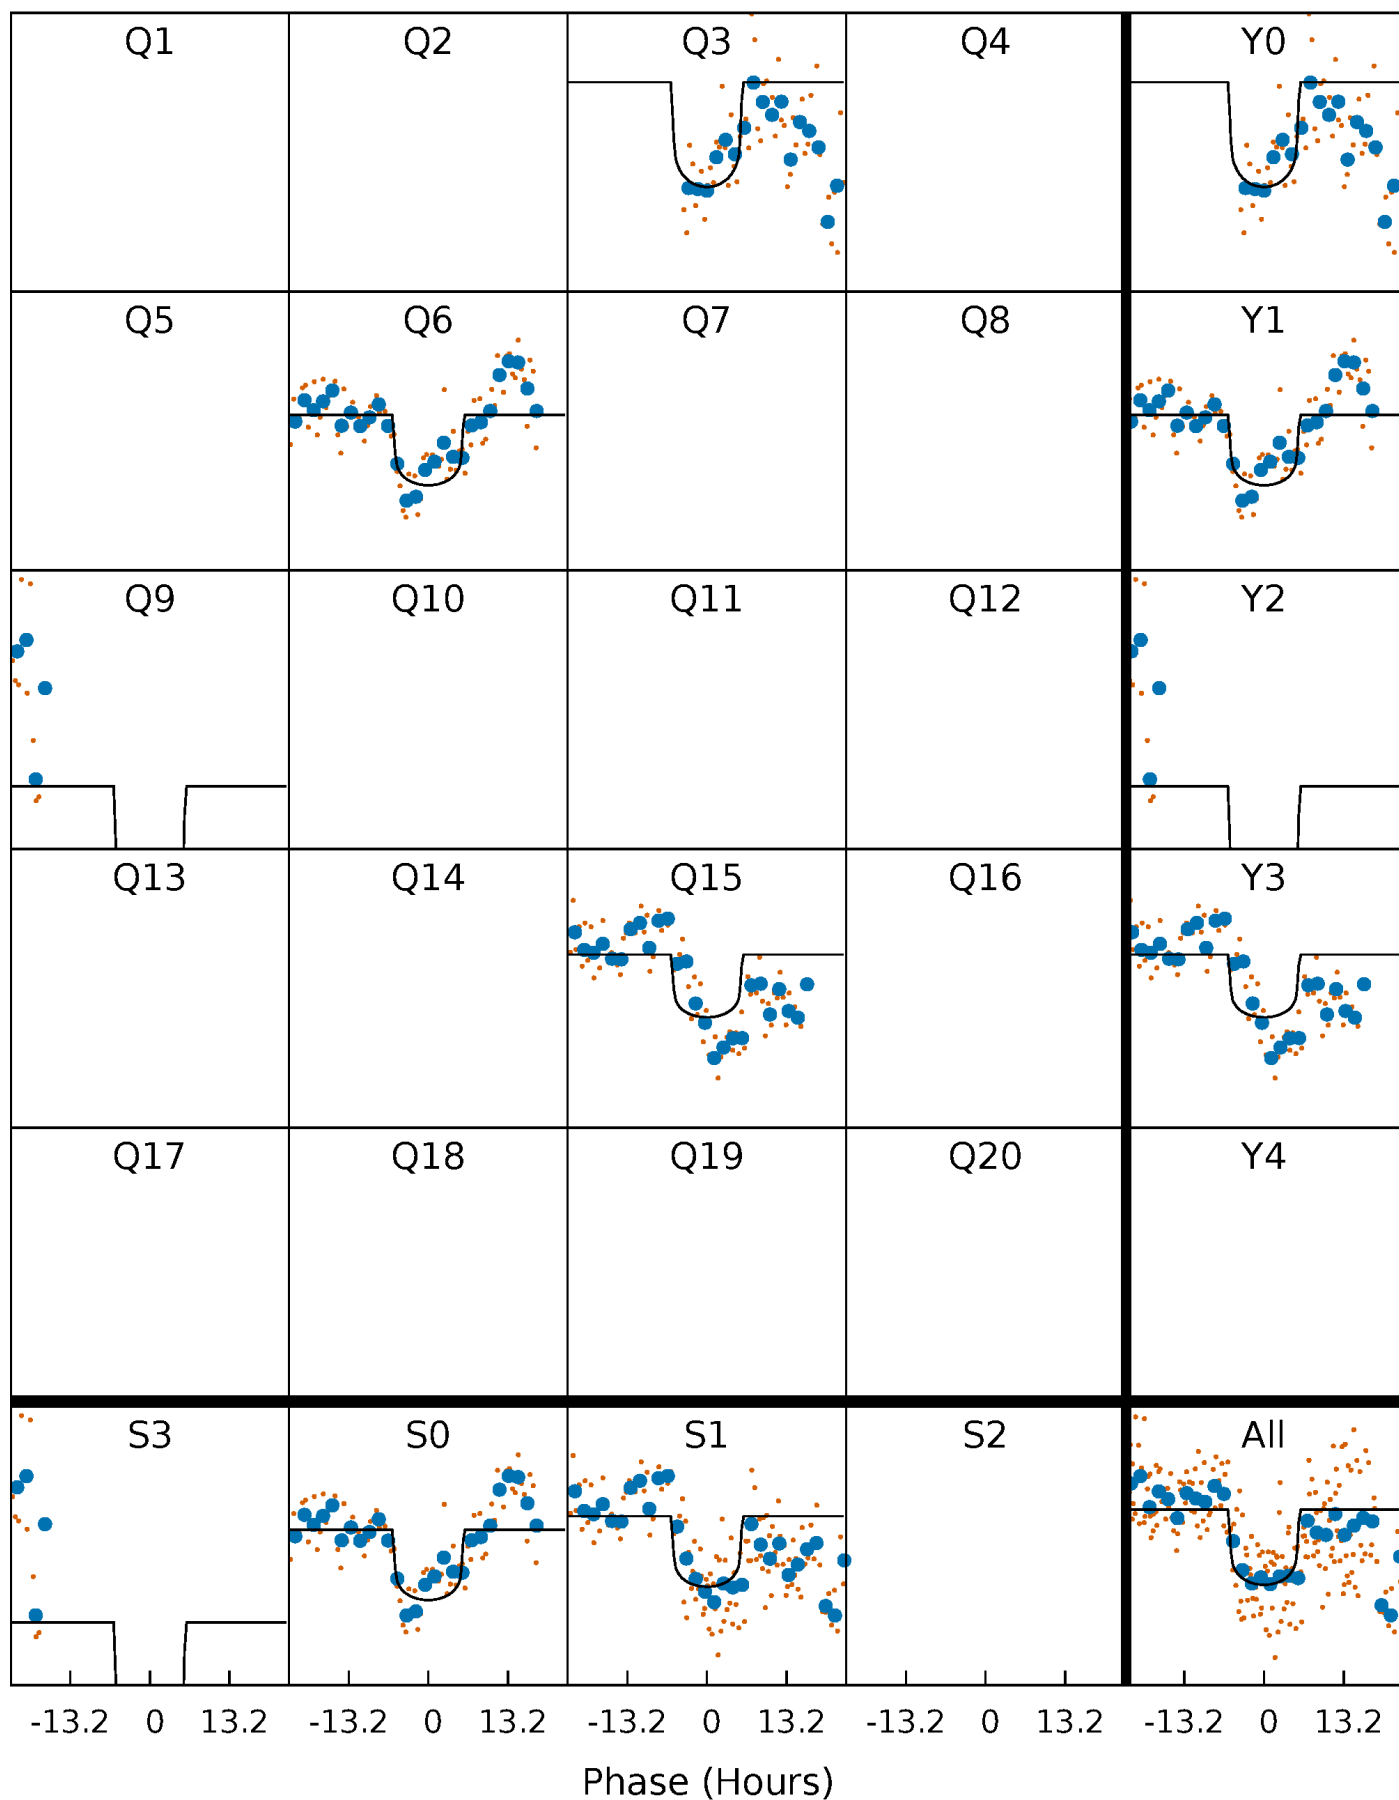 Q1 Q2 Q3 Q4 Y0
Q5 Q6 Q7 Q8 Y1
Q9 Q10 Q11 Q12 Y2
Q13 Q14 Q15 Q16 Y3
Q17 Q18 Q19 Q20 Y4
S3 S0 S1 S2 All
-13.2 0 13.2 -13.2 0 13.2 -13.2 0 13.2 -13.2 0 13.2 -13.2 0 13.2
Phase (Hours)